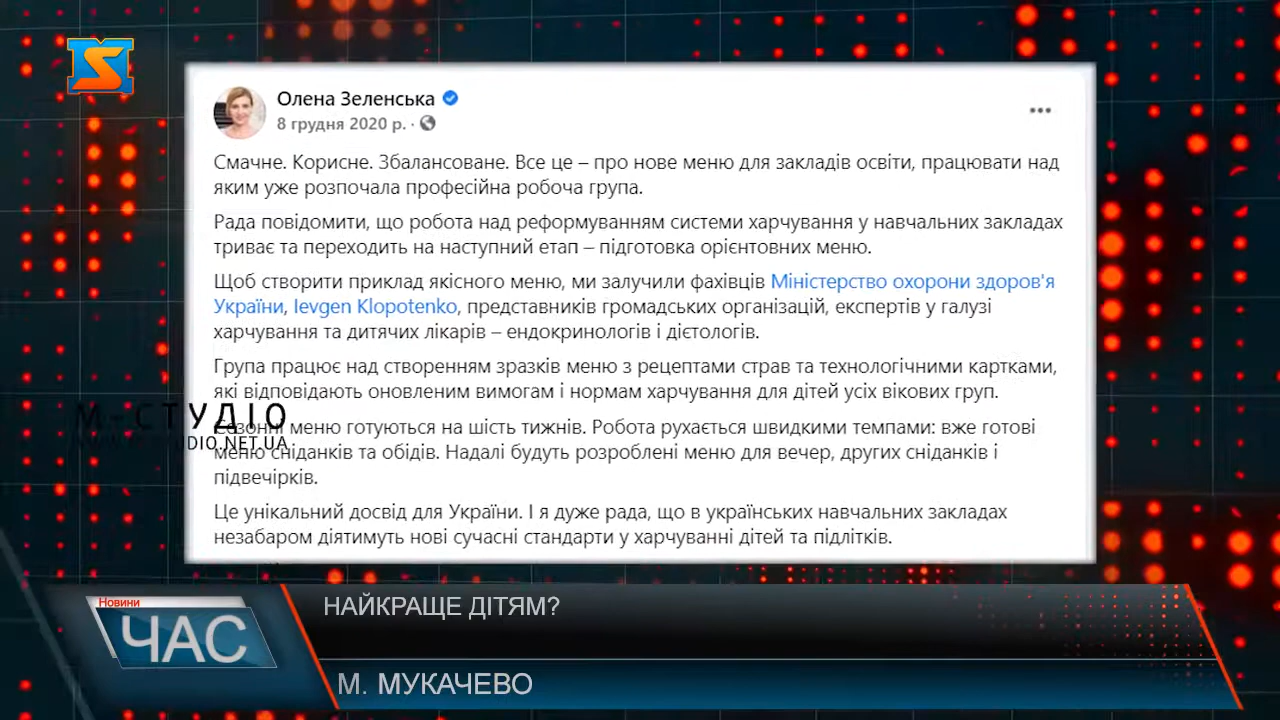 Олена Зеленська
8 грудня 2020 р. ·
Смачне. Корисне. Збалансоване. Все це – про нове меню для закладів освіти, працювати над
яким уже розпочала професійна робоча група.
Рада повідомити, що робота над реформуванням системи харчування у навчальних закладах
триває та переходить на наступний етап – підготовка орієнтовних меню.
Щоб створити приклад якісного меню, ми залучили фахівців Міністерство охорони здоров'я
України, Ievgen Klopotenko, представників громадських організацій, експертів у галузі
харчування та дитячих лікарів – ендокринологів і дієтологів.
Група працює над створенням зразків меню з рецептами страв та технологічними картками,
які відповідають оновленим вимогам і нормам харчування для дітей усіх вікових груп.
М-СТУДІО
Сезонні меню готуються на шість тижнів. Робота рухається швидкими темпами: вже готові
меню сніданків та обідів. Надалі будуть розроблені меню для вечер, других сніданків і
підвечірків.
Це унікальний досвід для України. І я дуже рада, що в українських навчальних закладах
незабаром діятимуть нові сучасні стандарти у харчуванні дітей та підлітків.
Новини
ЧАС
НАЙКРАЩЕ ДІТЯМ?
М. МУКАЧЕВО